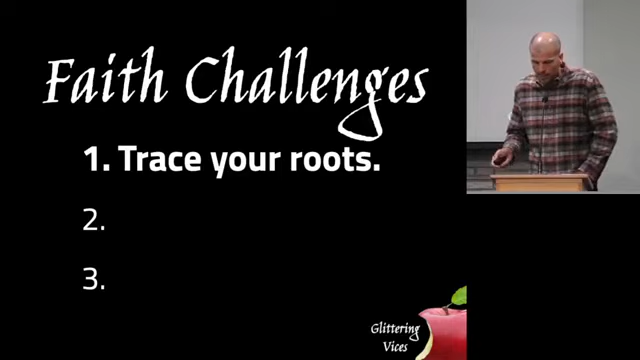 Faith Challenges
1. Trace your roots.
2.
3.
Glittering
Vices